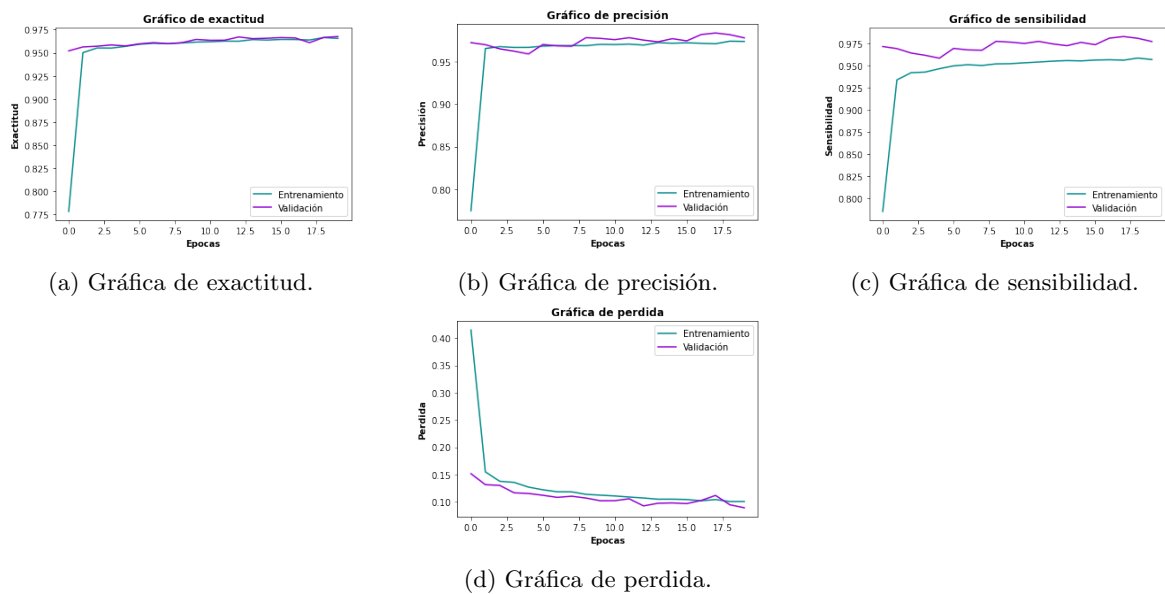 Gráfico de exactitud
0.975
0.950
0.925
0.900
0.875
0.850
0.825
0.800
0.775
Exactitud
Entrenamiento
Validación
0.0 2.5 5.0 7.5 10.0 12.5 15.0 17.5
Epocas
(a) Gráfica de exactitud.
Gráfico de precisión
0.95
0.90
0.85
0.80
Precisión
Entrenamiento
Validación
0.0 2.5 5.0 7.5 10.0 12.5 15.0 17.5
Epocas
(b) Gráfica de precisión.
Gráfico de sensibilidad
0.975
0.950
0.925
0.900
0.875
0.850
0.825
0.800
Sensibilidad
Entrenamiento
Validación
0.0 2.5 5.0 7.5 10.0 12.5 15.0 17.5
Epocas
(c) Gráfica de sensibilidad.
Gráfica de perdida
0.40
0.35
0.30
0.25
0.20
0.15
0.10
Perdida
Entrenamiento
Validación
0.0 2.5 5.0 7.5 10.0 12.5 15.0 17.5
Epocas
(d) Gráfica de perdida.